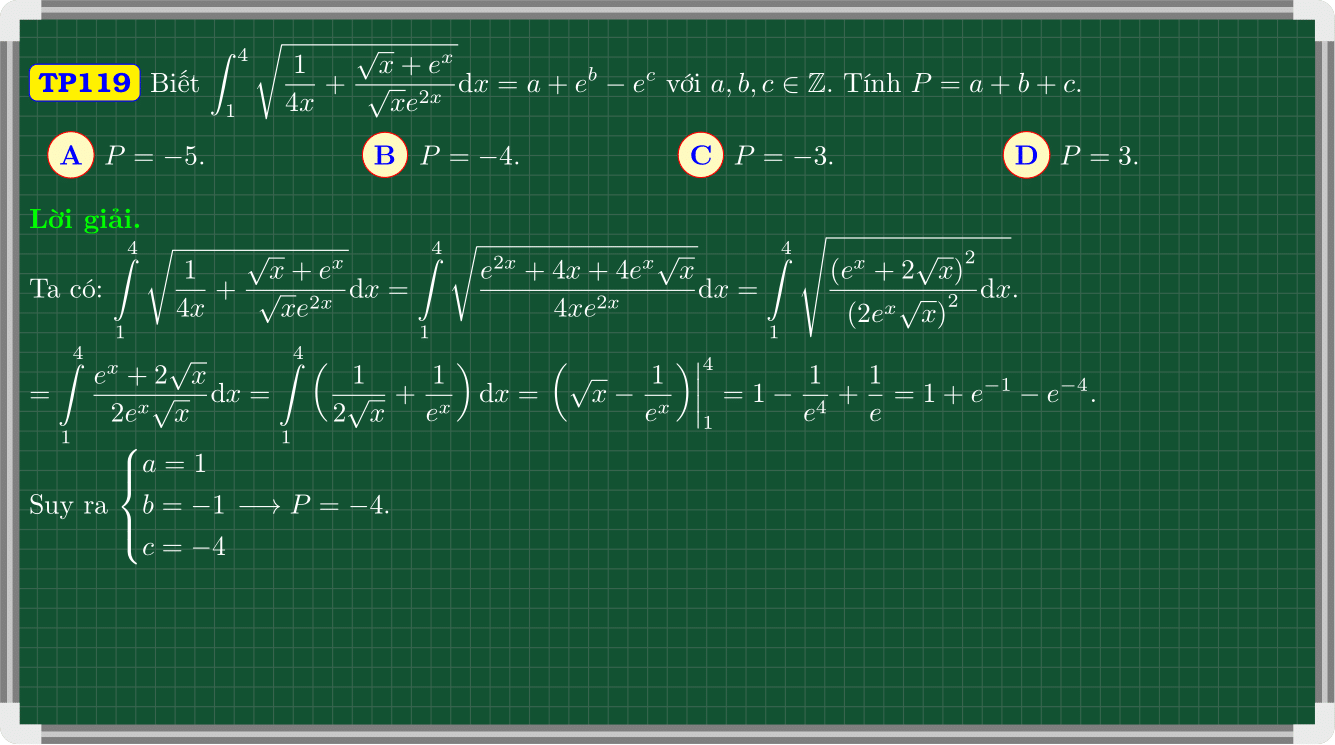 TP119 Biết $\int_1^4 \sqrt{\frac{1}{4x} + \frac{\sqrt{x} + e^x}{\sqrt{x}e^{2x}}} \mathrm{d}x = a + e^b - e^c$ với $a, b, c \in \mathbb{Z}$. Tính $P = a + b + c$.
A $P = -5$. B $P = -4$. C $P = -3$. D $P = 3$.
Lời giải.
Ta có: $\int\limits_1^4 \sqrt{\frac{1}{4x} + \frac{\sqrt{x} + e^x}{\sqrt{x}e^{2x}}} \mathrm{d}x = \int\limits_1^4 \sqrt{\frac{e^{2x} + 4x + 4e^x\sqrt{x}}{4xe^{2x}}} \mathrm{d}x = \int\limits_1^4 \sqrt{\frac{(e^x + 2\sqrt{x})^2}{(2e^x\sqrt{x})^2} \mathrm{d}x}.$
$= \int\limits_1^4 \frac{e^x + 2\sqrt{x}}{2e^x\sqrt{x}} \mathrm{d}x = \int\limits_1^4 \left( \frac{1}{2\sqrt{x}} + \frac{1}{e^x} \right) \mathrm{d}x = \left( \sqrt{x} - \frac{1}{e^x} \right) \Big|_1^4 = 1 - \frac{1}{e^4} + \frac{1}{e} = 1 + e^{-1} - e^{-4}.$
Suy ra $\begin{cases} a = 1 \\ b = -1 \\ c = -4 \end{cases} \longrightarrow P = -4.$